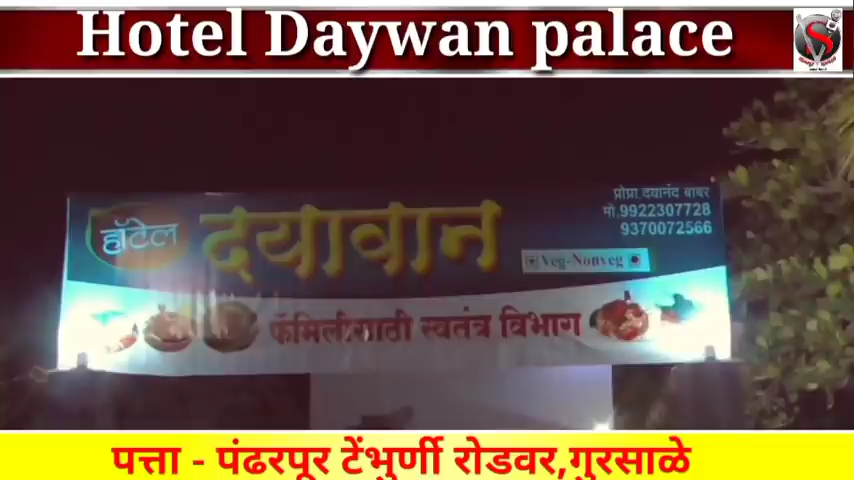 Hotel Daywan palace
प्रोप्रा.दयानंद बाबर
मो.9922307728
9370072566
हॉटेल
दयावान
Veg-Nonveg
फॅमिलीसाठी स्वतंत्र विभाग
पत्ता - पंढरपूर टेंभुर्णी रोडवर,गुरसाळे